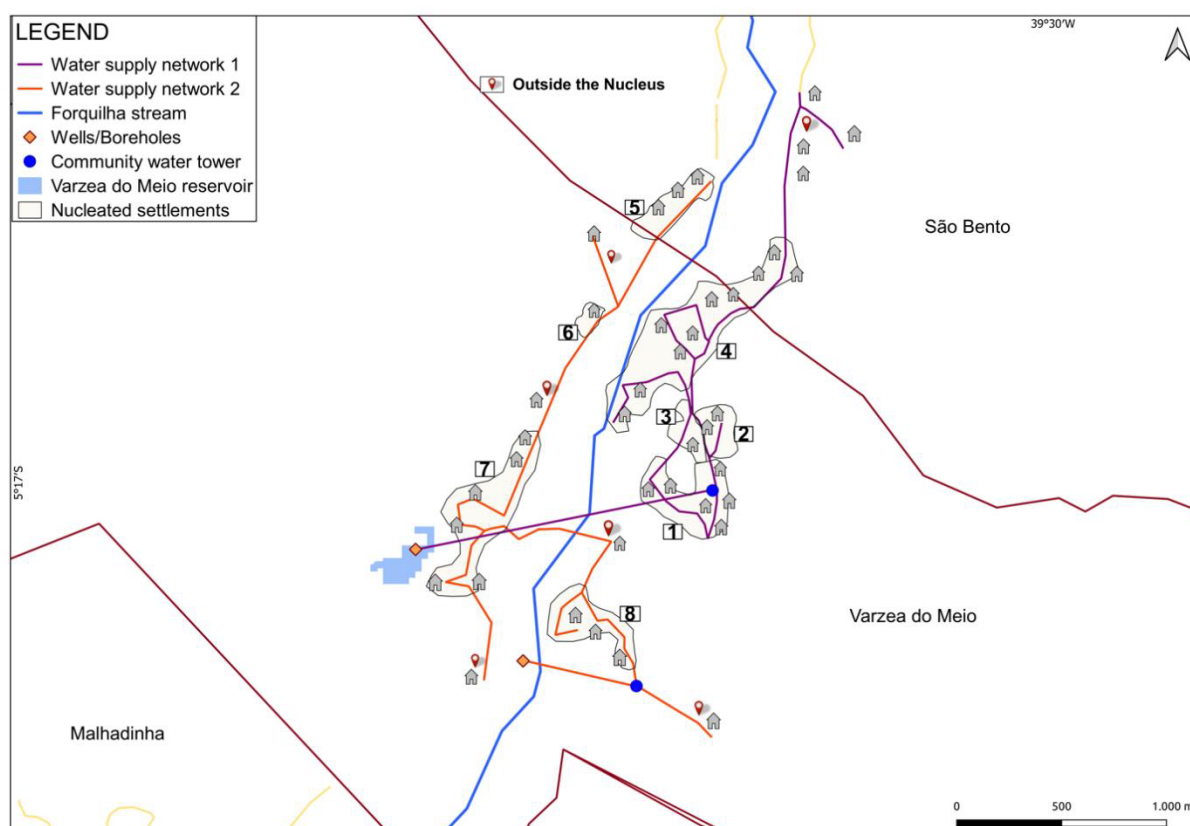 LEGEND
Water supply network 1
Water supply network 2
Forquilha stream
Wells/Boreholes
Community water tower
Varzea do Meio reservoir
Nucleated settlements
Outside the Nucleus
39°30'W
São Bento
5
6
4
3
2
7
5°17'S
1
8
Varzea do Meio
Malhadinha
0 500 1.000 m